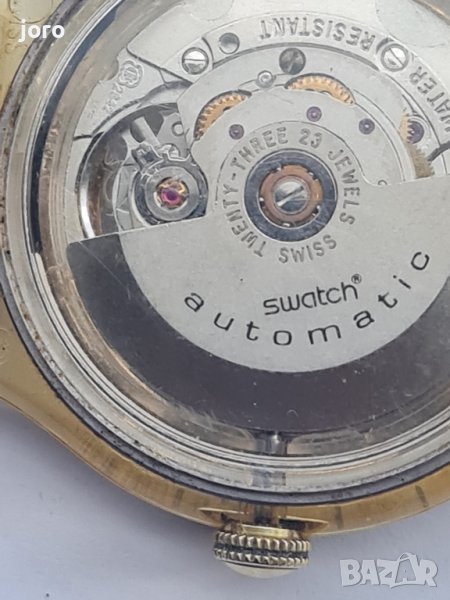 joro
WATER RESISTANT
TWENTY-THREE 23 JEWELS
SWISS
swatch®
automatic
BAZAR